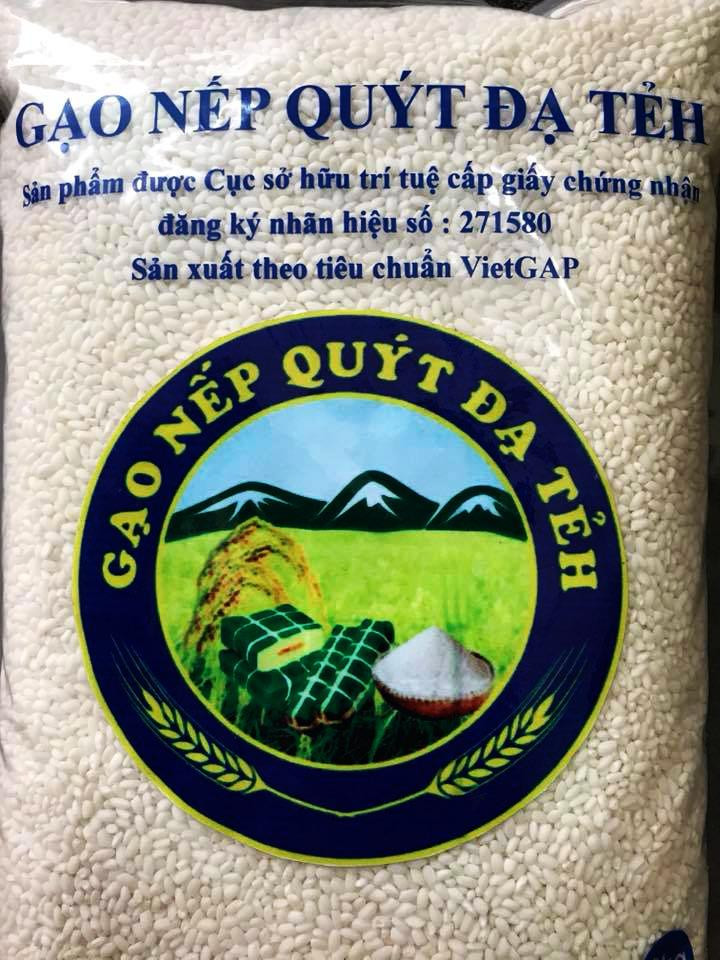 GẠO NẾP QUÝT ĐẠ TẺH
Sản phẩm được Cục sở hữu trí tuệ cấp giấy chứng nhận
đăng ký nhãn hiệu số : 271580
Sản xuất theo tiêu chuẩn VietGAP
GẠO NẾP QUÝT ĐẠ TẺH